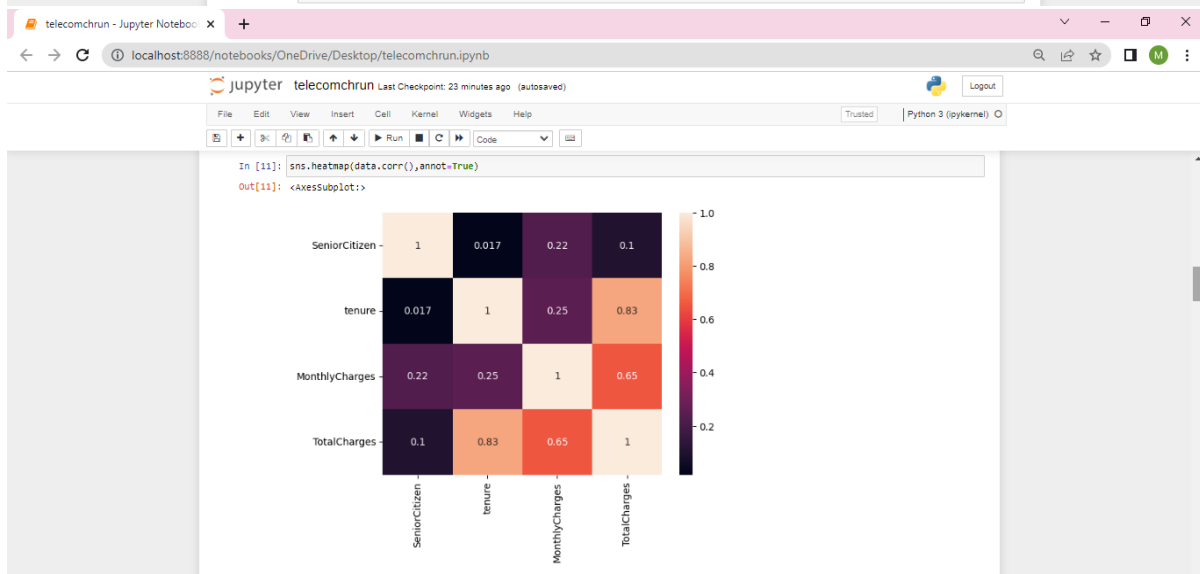 telecomchrun - Jupyter Noteboo
localhost:8888/notebooks/OneDrive/Desktop/telecomchrun.ipynb
M
jupyter telecomchrun Last Checkpoint: 23 minutes ago (autosaved)
Logout
File Edit View Insert Cell Kernel Widgets Help
Trusted
Python 3 (ipykernel)
Run
Code
In [11]: sns.heatmap(data.corr(),annot=True)
Out[11]: <AxesSubplot:>
SeniorCitizen 1 0.017 0.22 0.1
tenure 0.017 1 0.25 0.83
MonthlyCharges 0.22 0.25 1 0.65
TotalCharges 0.1 0.83 0.65 1
SeniorCitizen
tenure
MonthlyCharges
TotalCharges
1.0
0.8
0.6
0.4
0.2